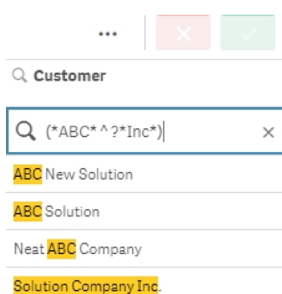 Customer
(*ABC*^?*Inc*)
ABC New Solution
ABC Solution
Neat ABC Company
Solution Company Inc.